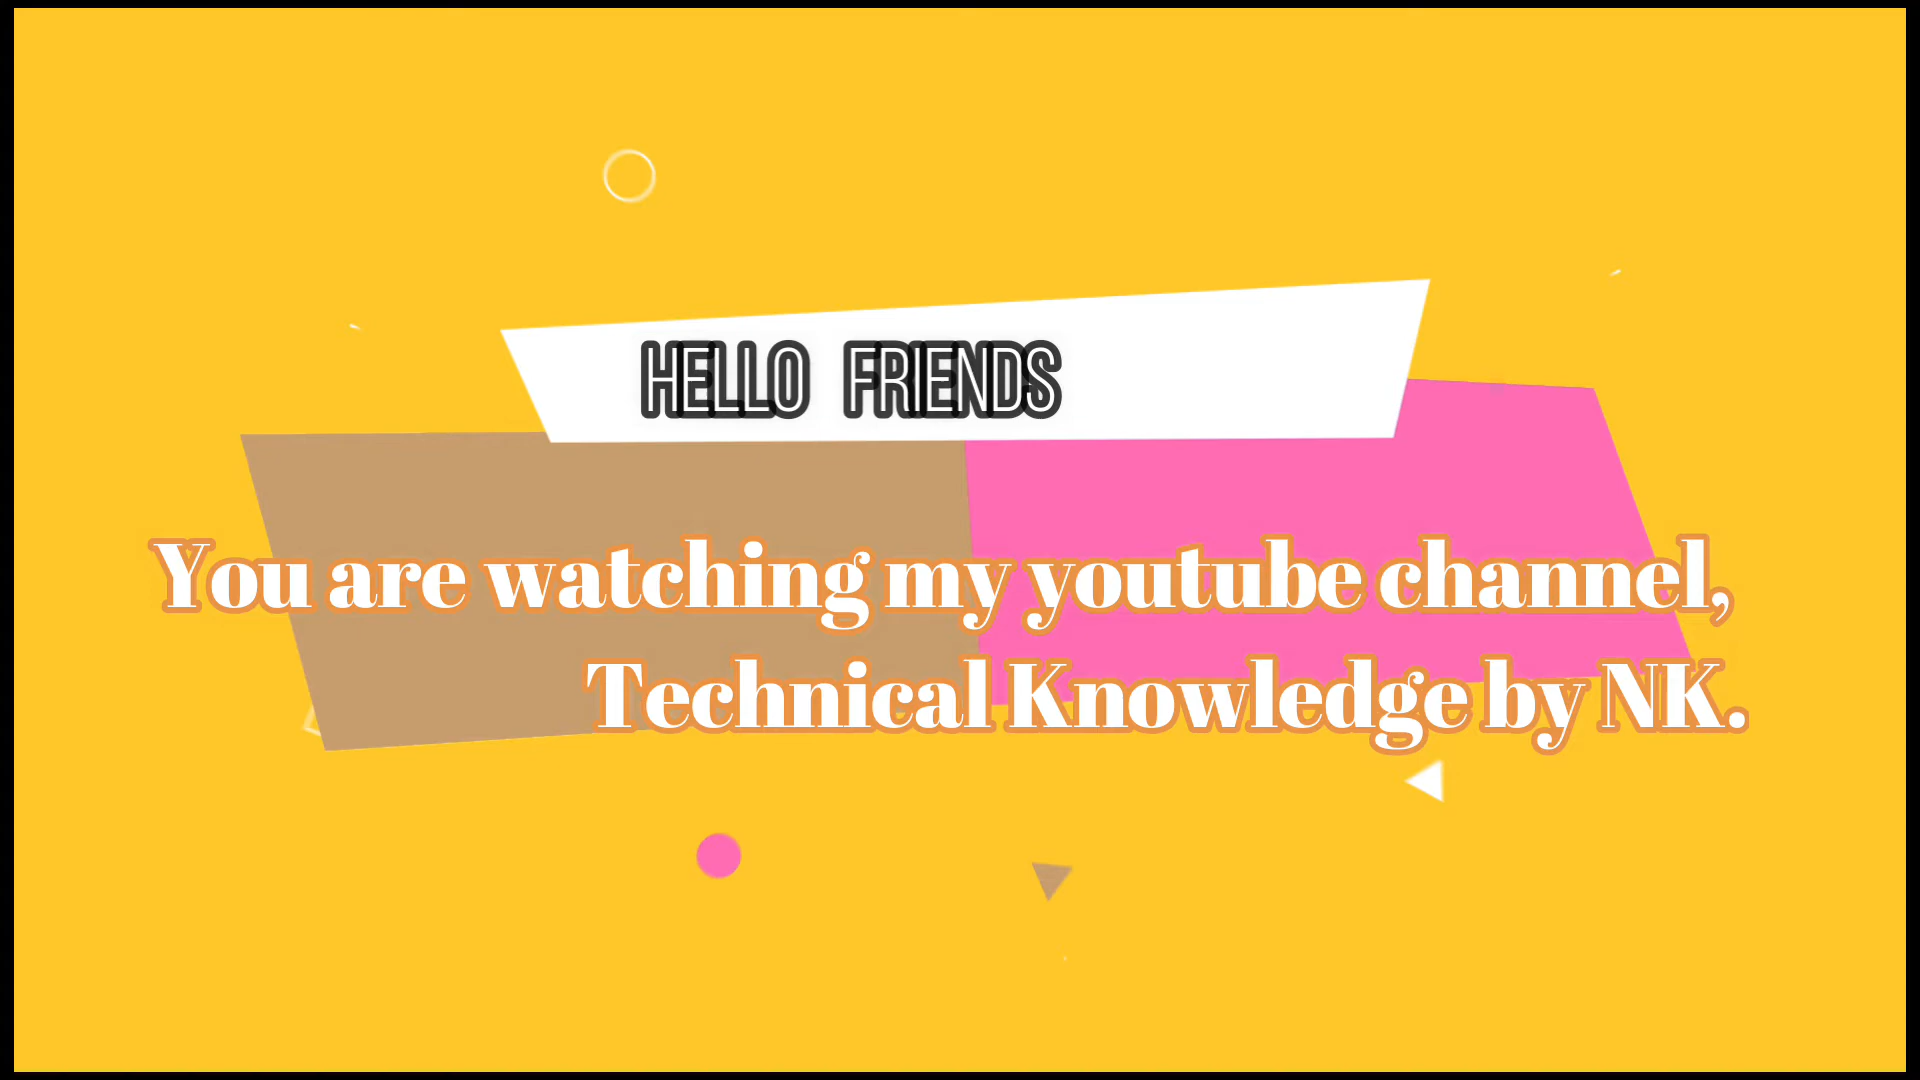 HELLO FRIENDS
You are watching my youtube channel,
Technical Knowledge by NK.